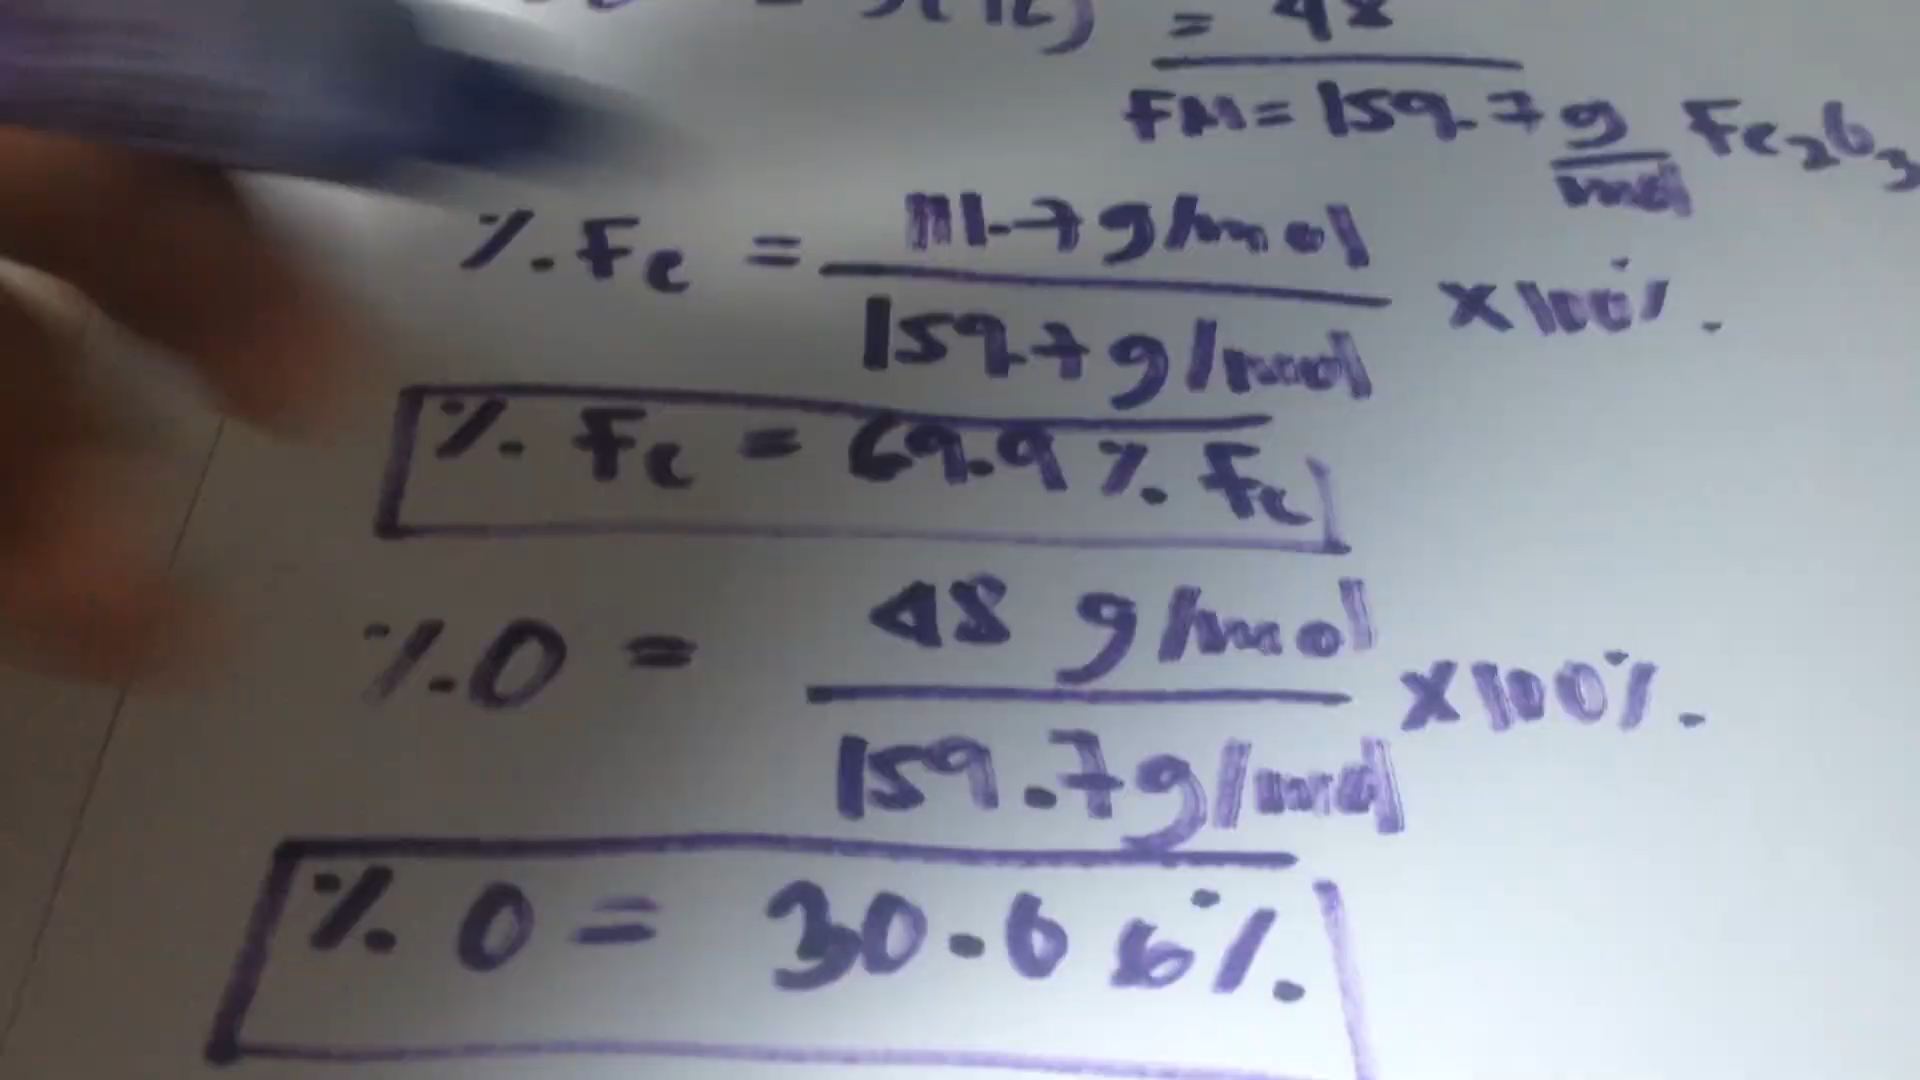 = 48
FM = 159.7 g/mol Fe2O3
% Fe = 111.7 g/mol / 159.7 g/mol x 100%
% Fe = 69.9 % Fe
% O = 48 g/mol / 159.7 g/mol x 100%
% O = 30.06 %